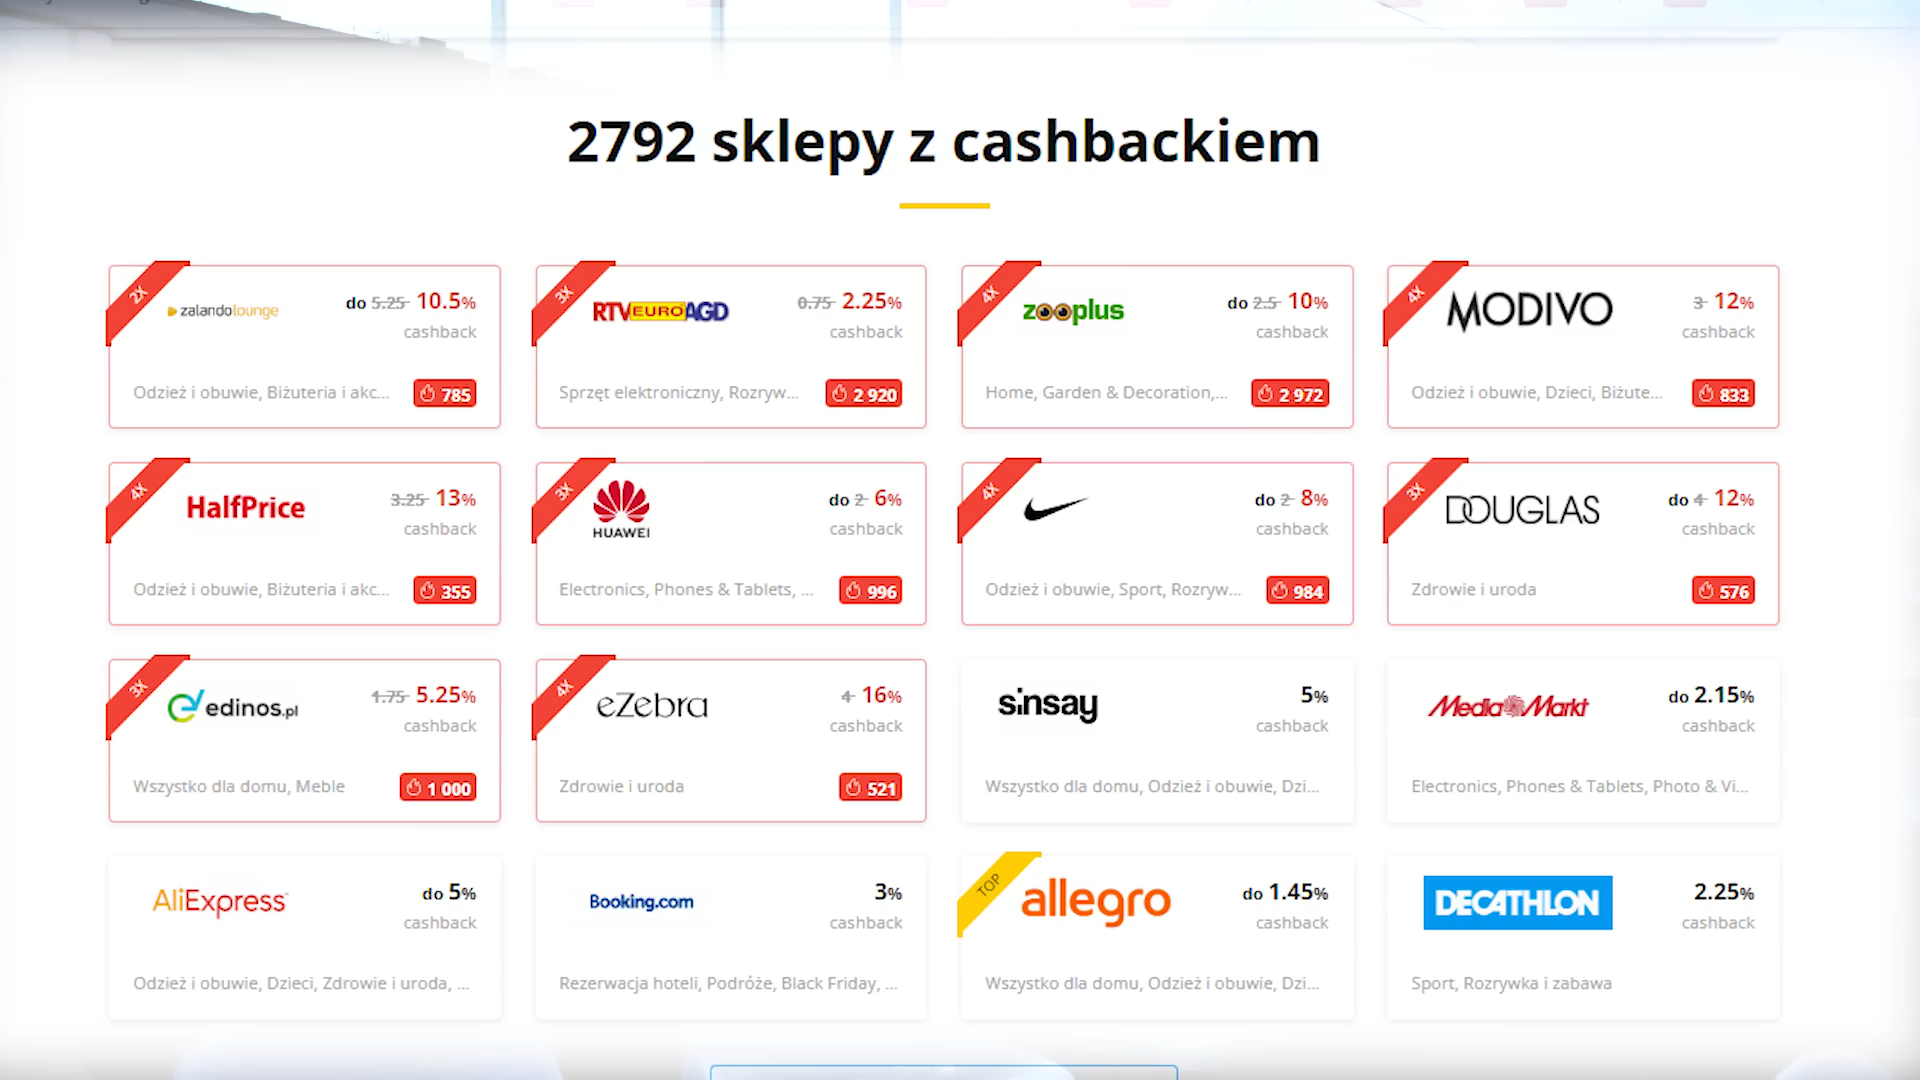 2792 sklepy z cashbackiem
2X
zalandolounge
do 5.25 10.5%
cashback
Odzież i obuwie, Biżuteria i akc...
785
3X
RTV EURO AGD
0.75 2.25%
cashback
Sprzęt elektroniczny, Rozryw...
2 920
4X
zooplus
do 2.5 10%
cashback
Home, Garden & Decoration,...
2 972
4X
MODIVO
3 12%
cashback
Odzież i obuwie, Dzieci, Biżute...
833
4X
HalfPrice
3.25 13%
cashback
Odzież i obuwie, Biżuteria i akc...
355
3X
HUAWEI
do 2 6%
cashback
Electronics, Phones & Tablets, ...
996
4X
do 2 8%
cashback
Odzież i obuwie, Sport, Rozryw...
984
3X
DOUGLAS
do 4 12%
cashback
Zdrowie i uroda
576
3X
edinos.pl
1.75 5.25%
cashback
Wszystko dla domu, Meble
1 000
4X
eZebra
4 16%
cashback
Zdrowie i uroda
521
sinsay
5%
cashback
Wszystko dla domu, Odzież i obuwie, Dzi...
MediaMarkt
do 2.15%
cashback
Electronics, Phones & Tablets, Photo & Vi...
AliExpress
do 5%
cashback
Odzież i obuwie, Dzieci, Zdrowie i uroda, ...
Booking.com
3%
cashback
Rezerwacja hoteli, Podróże, Black Friday, ...
TOP
allegro
do 1.45%
cashback
Wszystko dla domu, Odzież i obuwie, Dzi...
DECATHLON
2.25%
cashback
Sport, Rozrywka i zabawa